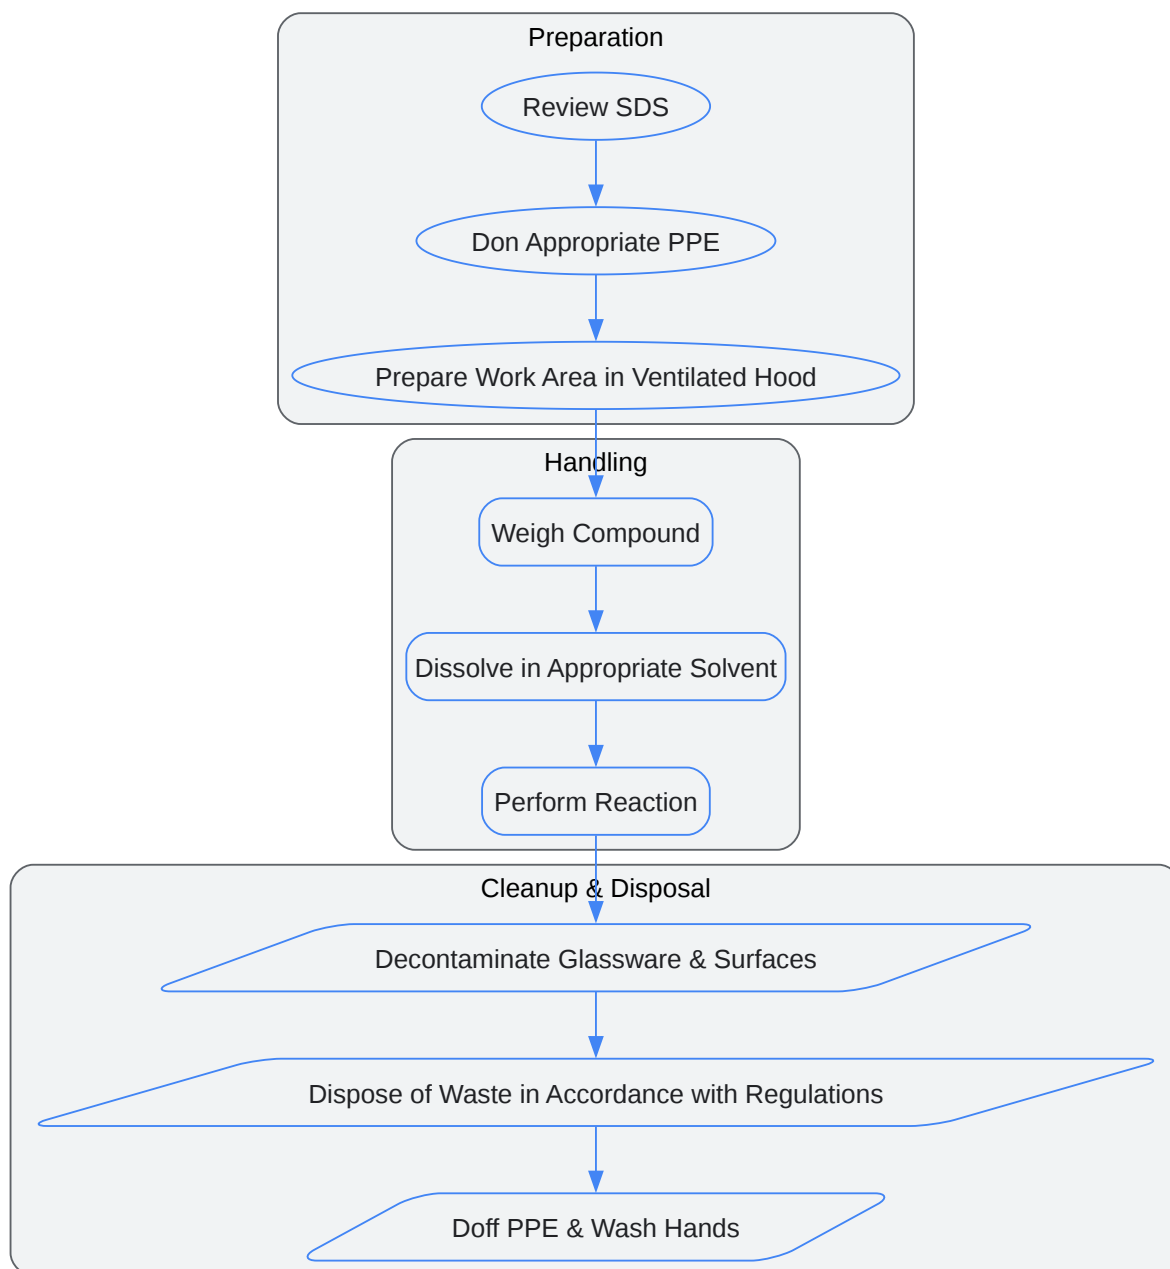 Preparation
Review SDS
Don Appropriate PPE
Prepare Work Area in Ventilated Hood
Handling
Weigh Compound
Dissolve in Appropriate Solvent
Perform Reaction
Cleanup & Disposal
Decontaminate Glassware & Surfaces
Dispose of Waste in Accordance with Regulations
Doff PPE & Wash Hands